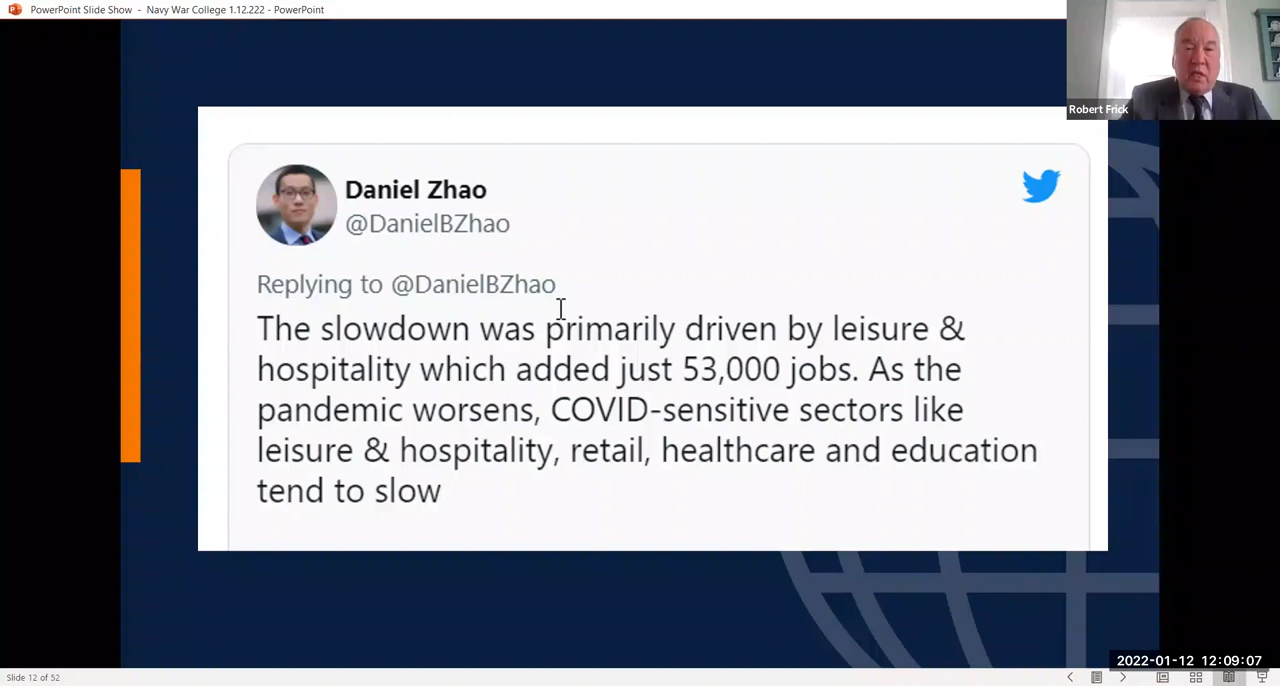 PowerPoint Slide Show - Navy War College 1.12.222 - PowerPoint
Robert Frick
Daniel Zhao
@DanielBZhao
Replying to @DanielBZhao
The slowdown was primarily driven by leisure &
hospitality which added just 53,000 jobs. As the
pandemic worsens, COVID-sensitive sectors like
leisure & hospitality, retail, healthcare and education
tend to slow
2022-01-12 12:09:07
Slide 12 of 52